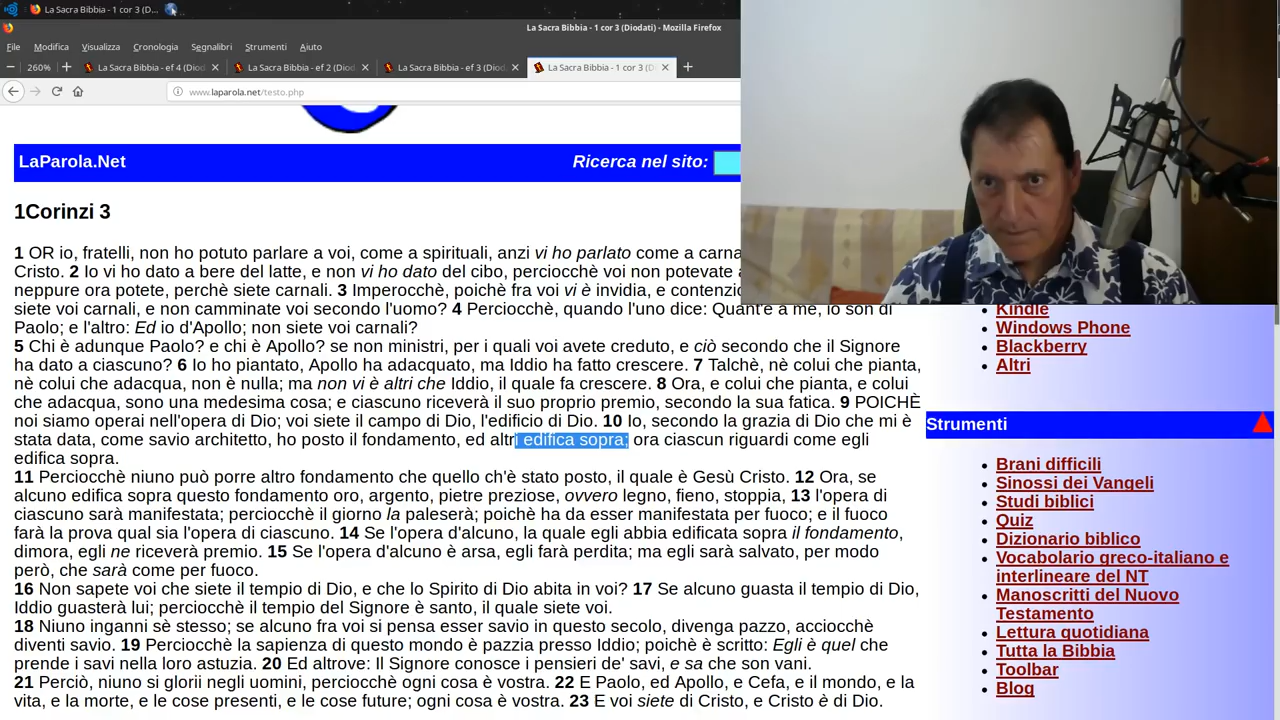 La Sacra Bibbia - 1 cor 3 (D...
La Sacra Bibbia - 1 cor 3 (Diodati) - Mozilla Firefox
File Modifica Visualizza Cronologia Segnalibri Strumenti Aiuto
260% La Sacra Bibbia - ef 4 (Diod La Sacra Bibbia - ef 2 (Diod La Sacra Bibbia - ef 3 (Diod La Sacra Bibbia - 1 cor 3 (D
www.laparola.net/testo.php
LaParola.Net Ricerca nel sito:
1Corinzi 3
1 OR io, fratelli, non ho potuto parlare a voi, come a spirituali, anzi vi ho parlato come a carna
Cristo. 2 Io vi ho dato a bere del latte, e non vi ho dato del cibo, perciocchè voi non potevate a
neppure ora potete, perchè siete carnali. 3 Imperocchè, poichè fra voi vi è invidia, e contenzio
siete voi carnali, e non camminate voi secondo l'uomo? 4 Perciocchè, quando l'uno dice: Quant'è a me, io son di
Paolo; e l'altro: Ed io d'Apollo; non siete voi carnali?
5 Chi è adunque Paolo? e chi è Apollo? se non ministri, per i quali voi avete creduto, e ciò secondo che il Signore
ha dato a ciascuno? 6 Io ho piantato, Apollo ha adacquato, ma Iddio ha fatto crescere. 7 Talchè, nè colui che pianta,
nè colui che adacqua, non è nulla; ma non vi è altri che Iddio, il quale fa crescere. 8 Ora, e colui che pianta, e colui
che adacqua, sono una medesima cosa; e ciascuno riceverà il suo proprio premio, secondo la sua fatica. 9 POICHÈ
noi siamo operai nell'opera di Dio; voi siete il campo di Dio, l'edificio di Dio. 10 Io, secondo la grazia di Dio che mi è
stata data, come savio architetto, ho posto il fondamento, ed altri edifica sopra; ora ciascun riguardi come egli
edifica sopra.
11 Perciocchè niuno può porre altro fondamento che quello ch'è stato posto, il quale è Gesù Cristo. 12 Ora, se
alcuno edifica sopra questo fondamento oro, argento, pietre preziose, ovvero legno, fieno, stoppia, 13 l'opera di
ciascuno sarà manifestata; perciocchè il giorno la paleserà; poichè ha da esser manifestata per fuoco; e il fuoco
farà la prova qual sia l'opera di ciascuno. 14 Se l'opera d'alcuno, la quale egli abbia edificata sopra il fondamento,
dimora, egli ne riceverà premio. 15 Se l'opera d'alcuno è arsa, egli farà perdita; ma egli sarà salvato, per modo
però, che sarà come per fuoco.
16 Non sapete voi che siete il tempio di Dio, e che lo Spirito di Dio abita in voi? 17 Se alcuno guasta il tempio di Dio,
Iddio guasterà lui; perciocchè il tempio del Signore è santo, il quale siete voi.
18 Niuno inganni sè stesso; se alcuno fra voi si pensa esser savio in questo secolo, divenga pazzo, acciocchè
diventi savio. 19 Perciocchè la sapienza di questo mondo è pazzia presso Iddio; poichè è scritto: Egli è quel che
prende i savi nella loro astuzia. 20 Ed altrove: Il Signore conosce i pensieri de' savi, e sa che son vani.
21 Perciò, niuno si glorii negli uomini, perciocchè ogni cosa è vostra. 22 E Paolo, ed Apollo, e Cefa, e il mondo, e la
vita, e la morte, e le cose presenti, e le cose future; ogni cosa è vostra. 23 E voi siete di Cristo, e Cristo è di Dio.
Kindle
Windows Phone
Blackberry
Altri
Strumenti
Brani difficili
Sinossi dei Vangeli
Studi biblici
Quiz
Dizionario biblico
Vocabolario greco-italiano e
interlineare del NT
Manoscritti del Nuovo
Testamento
Lettura quotidiana
Tutta la Bibbia
Toolbar
Blog